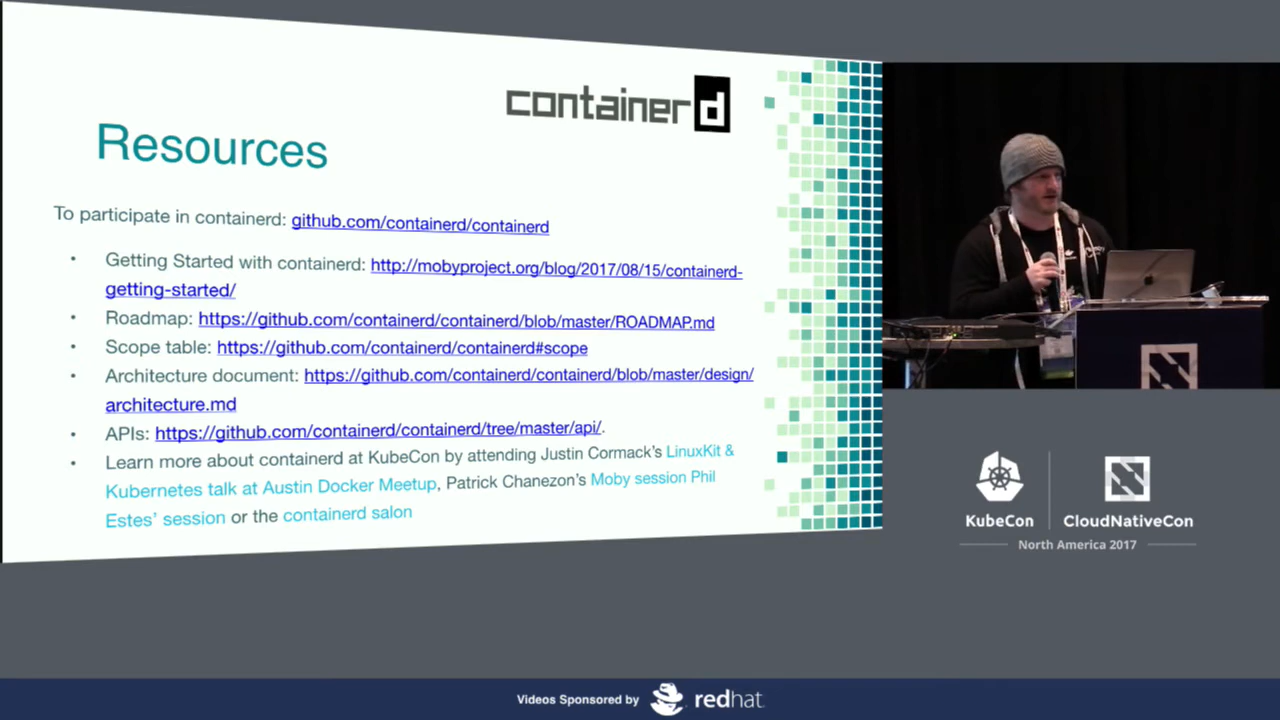 containerd
Resources
To participate in containerd: github.com/containerd/containerd
• Getting Started with containerd: http://mobyproject.org/blog/2017/08/15/containerd-
getting-started/
• Roadmap: https://github.com/containerd/containerd/blob/master/ROADMAP.md
• Scope table: https://github.com/containerd/containerd#scope
• Architecture document: https://github.com/containerd/containerd/blob/master/design/
architecture.md
• APIs: https://github.com/containerd/containerd/tree/master/api/.
• Learn more about containerd at KubeCon by attending Justin Cormack's LinuxKit &
Kubernetes talk at Austin Docker Meetup, Patrick Chanezon's Moby session Phil
Estes' session or the containerd salon
KubeCon
CloudNativeCon
North America 2017
Videos Sponsored by redhat.